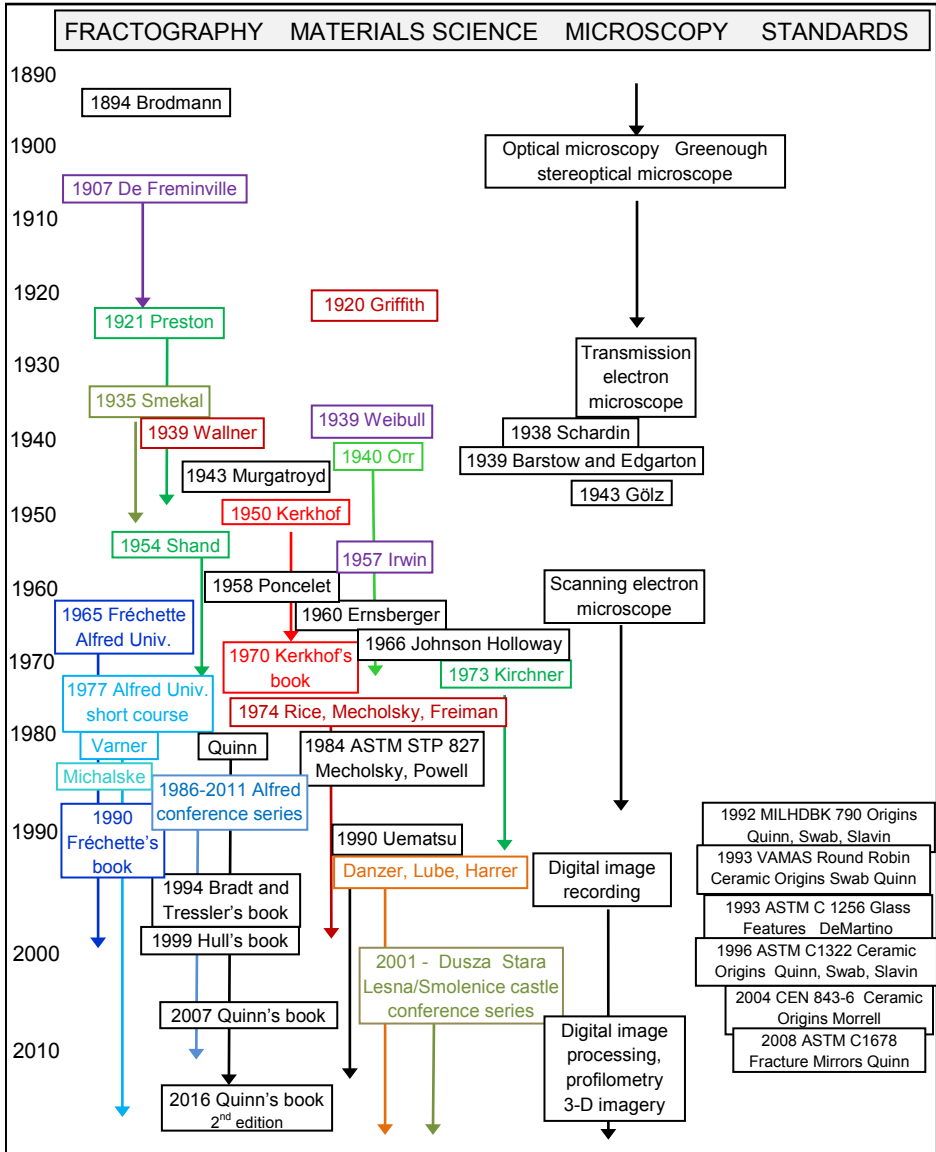 FRACTOGRAPHY MATERIALS SCIENCE MICROSCOPY STANDARDS
1890
1894 Brodmann
1900
Optical microscopy Greenough
stereoptical microscope
1907 De Freminville
1910
1920
1920 Griffith
1921 Preston
1930
Transmission
electron
microscope
1935 Smekal
1939 Weibull
1939 Wallner
1938 Schardin
1940
1940 Orr
1939 Barstow and Edgarton
1943 Murgatroyd
1943 Gölz
1950
1950 Kerkhof
1954 Shand
1957 Irwin
1958 Poncelet
1960
Scanning electron
microscope
1960 Ernsberger
1965 Fréchette
Alfred Univ.
1966 Johnson Holloway
1970
1970 Kerkhof's
book
1973 Kirchner
1977 Alfred Univ.
short course
1974 Rice, Mecholsky, Freiman
1980
Varner
Quinn
1984 ASTM STP 827
Mecholsky, Powell
Michalske
1986-2011 Alfred
conference series
1990
1990
Fréchette's
book
1990 Uematsu
1992 MILHDBK 790 Origins
Quinn, Swab, Slavin
Danzer, Lube, Harrer
Digital image
recording
1993 VAMAS Round Robin
Ceramic Origins Swab Quinn
1994 Bradt and
Tressler's book
1993 ASTM C 1256 Glass
Features DeMartino
1999 Hull's book
2000
2001 - Dusza Stara
Lesna/Smolenice castle
conference series
1996 ASTM C1322 Ceramic
Origins Quinn, Swab, Slavin
2004 CEN 843-6 Ceramic
Origins Morrell
2007 Quinn's book
2010
Digital image
processing,
profilometry
3-D imagery
2008 ASTM C1678
Fracture Mirrors Quinn
2016 Quinn's book
2nd edition